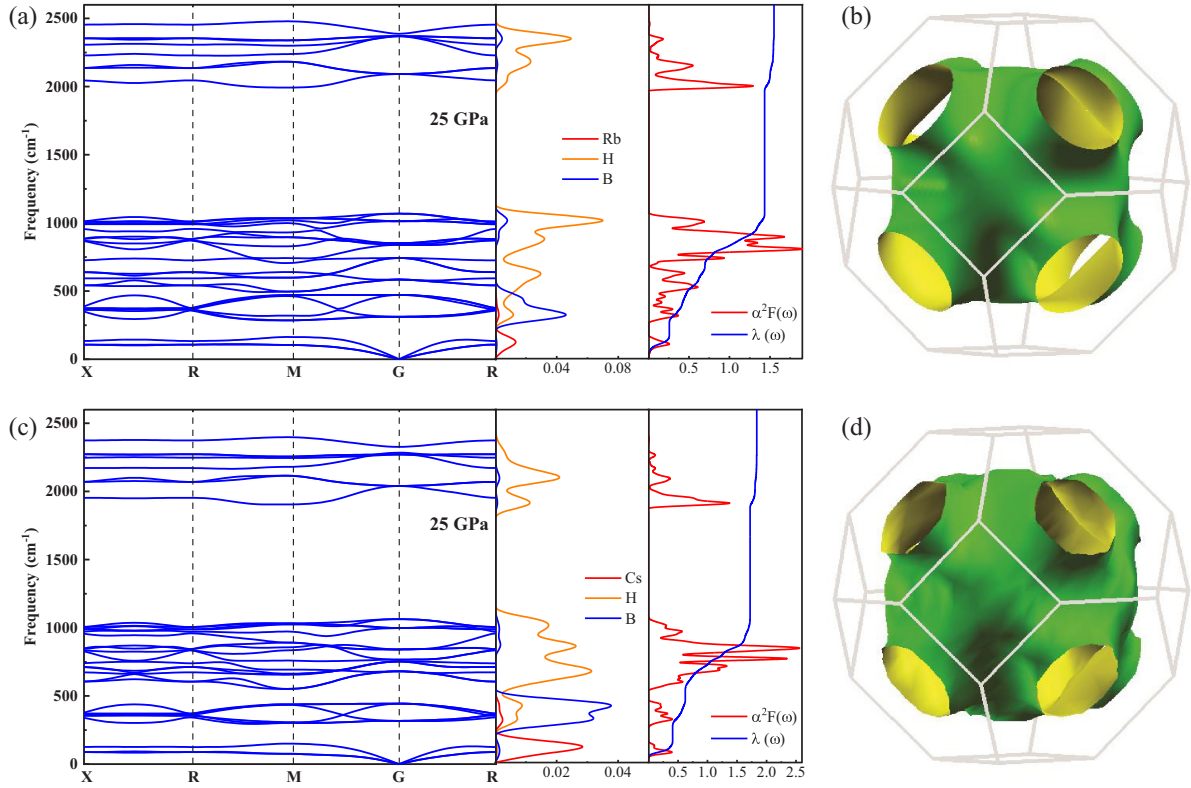 (a)
2500
2000
1500
1000
500
0
Frequency (cm⁻¹)
25 GPa
X R M G R
Rb
H
B
0.04 0.08
α²F(ω)
λ (ω)
0.5 1.0 1.5
(b)
(c)
2500
2000
1500
1000
500
0
Frequency (cm⁻¹)
25 GPa
X R M G R
Cs
H
B
0.02 0.04
α²F(ω)
λ (ω)
0.5 1.0 1.5 2.0 2.5
(d)